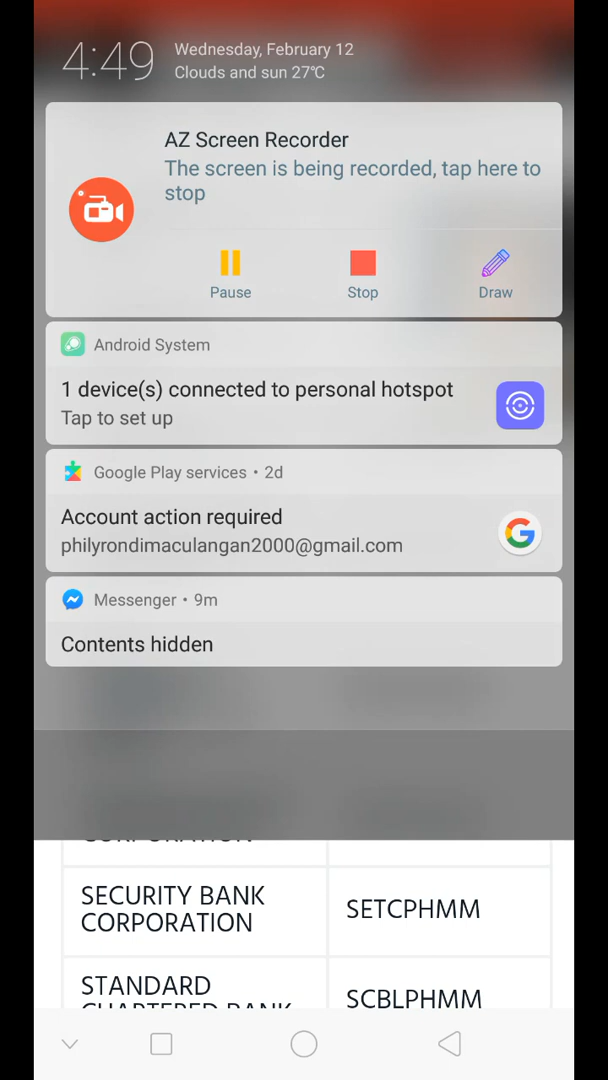 4:49
Wednesday, February 12
Clouds and sun 27℃
AZ Screen Recorder
The screen is being recorded, tap here to
stop
Pause
Stop
Draw
Android System
1 device(s) connected to personal hotspot
Tap to set up
Google Play services • 2d
Account action required
philyrondimaculangan2000@gmail.com
Messenger • 9m
Contents hidden
CORPORATION
SECURITY BANK
CORPORATION
SETCPHMM
STANDARD
CHARTERED BANK
SCBLPHMM